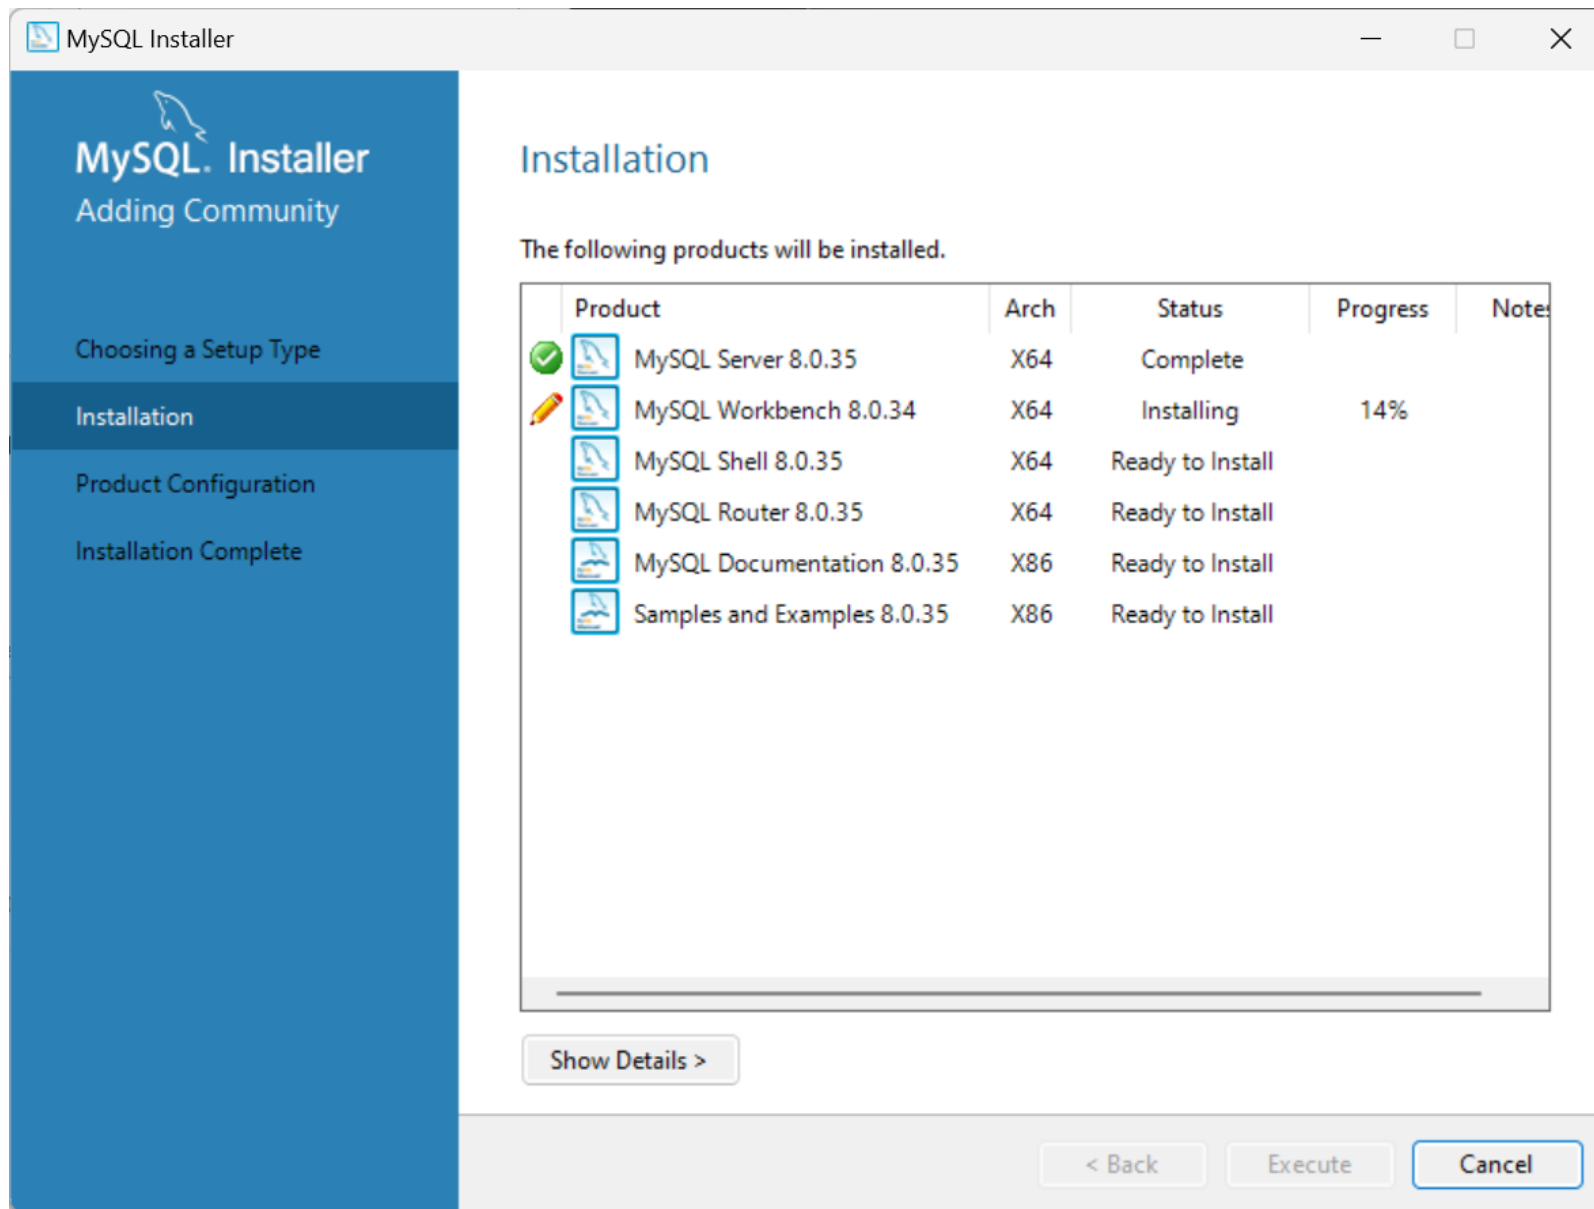 MySQL Installer
MySQL. Installer
Adding Community
Choosing a Setup Type
Installation
Product Configuration
Installation Complete
Installation
The following products will be installed.
Product Arch Status Progress Notes
MySQL Server 8.0.35 X64 Complete
MySQL Workbench 8.0.34 X64 Installing 14%
MySQL Shell 8.0.35 X64 Ready to Install
MySQL Router 8.0.35 X64 Ready to Install
MySQL Documentation 8.0.35 X86 Ready to Install
Samples and Examples 8.0.35 X86 Ready to Install
Show Details >
< Back Execute Cancel